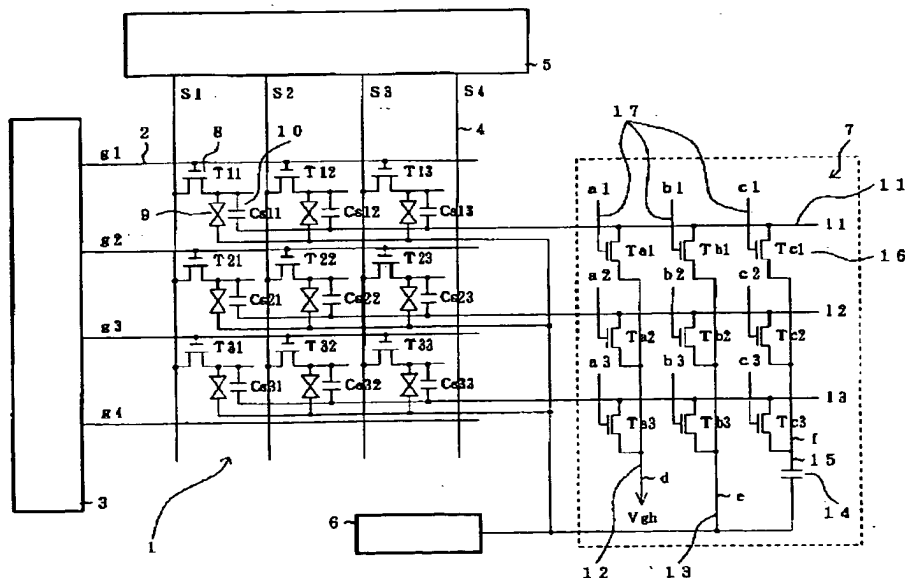 5
S1 S2 S3 S4
17
7
2 8 10 4
g1
T11 T12 T13
a1 b1 c1
11
l1
9
Cs11 Cs12 Cs13
Ta1 Tb1 Tc1
16
g2
T21 T22 T23
a2 b2 c2
Cs21 Cs22 Cs23
l2
g3
Ta2 Tb2 Tc2
T31 T32 T33
a3 b3 c3
Cs31 Cs32 Cs33
l3
g4
Ta3 Tb3 Tc3
f
15
d
e
14
3
1
6
Vgh
12
13